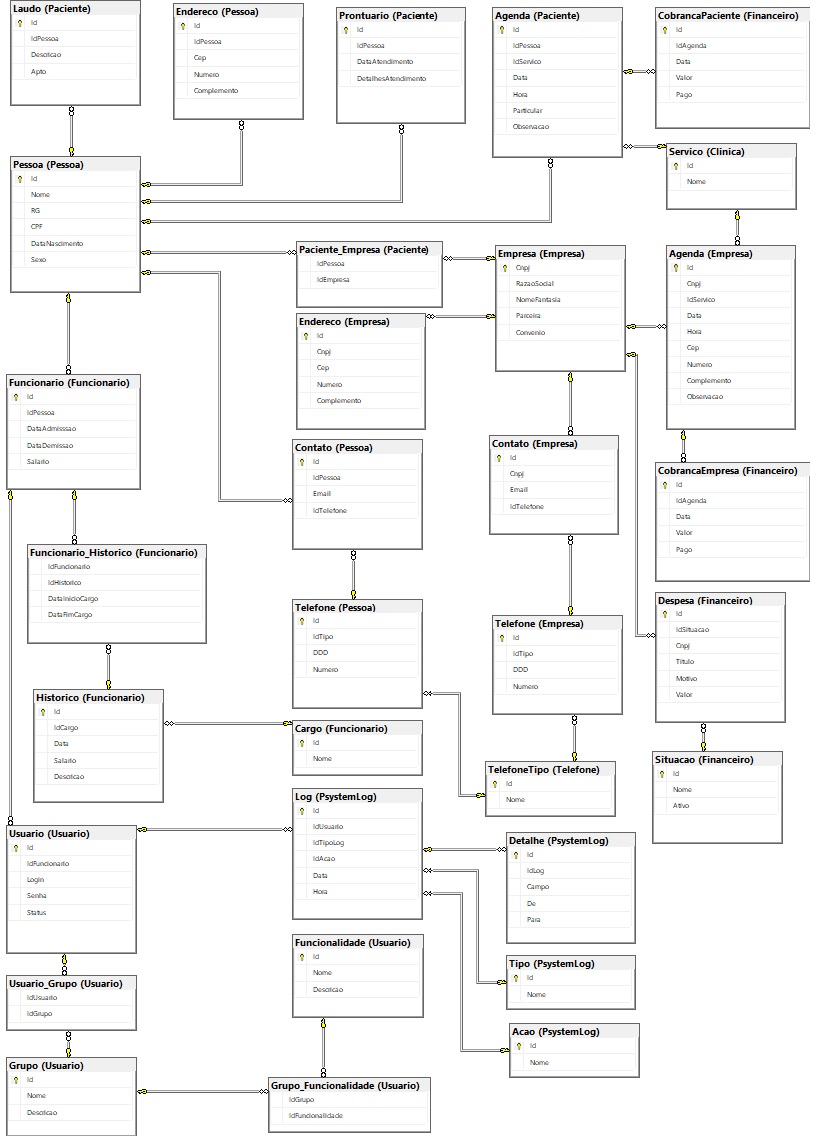 Laudo (Paciente)
Id
IdPessoa
Descricao
Apto
Endereco (Pessoa)
Id
IdPessoa
Cep
Numero
Complemento
Prontuario (Paciente)
Id
IdPessoa
DataAtendimento
DetalhesAtendimento
Agenda (Paciente)
Id
IdPessoa
IdServico
Data
Hora
Particular
Observacao
CobrancaPaciente (Financeiro)
Id
IdAgenda
Data
Valor
Pago
Servico (Clinica)
Id
Nome
Pessoa (Pessoa)
Id
Nome
RG
CPF
DataNascimento
Sexo
Paciente_Empresa (Paciente)
IdPessoa
IdEmpresa
Empresa (Empresa)
Cnpj
RazaoSocial
NomeFantasia
Parceira
Convenio
Agenda (Empresa)
Id
Cnpj
IdServico
Data
Hora
Cep
Numero
Complemento
Observacao
Endereco (Empresa)
Id
Cnpj
Cep
Numero
Complemento
Funcionario (Funcionario)
Id
IdPessoa
DataAdmisssao
DataDemissao
Salario
Contato (Pessoa)
Id
IdPessoa
Email
IdTelefone
Contato (Empresa)
Id
Cnpj
Email
IdTelefone
CobrancaEmpresa (Financeiro)
Id
IdAgenda
Data
Valor
Pago
Funcionario_Historico (Funcionario)
IdFuncionario
IdHistorico
DataInicioCargo
DataFimCargo
Telefone (Pessoa)
Id
IdTipo
DDD
Numero
Telefone (Empresa)
Id
IdTipo
DDD
Numero
Despesa (Financeiro)
Id
IdSituacao
Cnpj
Titulo
Motivo
Valor
Historico (Funcionario)
Id
IdCargo
Data
Salario
Descricao
Cargo (Funcionario)
Id
Nome
TelefoneTipo (Telefone)
Id
Nome
Situacao (Financeiro)
Id
Nome
Ativo
Usuario (Usuario)
Id
IdFuncionario
Login
Senha
Status
Log (PsystemLog)
Id
IdUsuario
IdTipoLog
IdAcao
Data
Hora
Detalhe (PsystemLog)
Id
IdLog
Campo
De
Para
Funcionalidade (Usuario)
Id
Nome
Descricao
Tipo (PsystemLog)
Id
Nome
Usuario_Grupo (Usuario)
IdUsuario
IdGrupo
Acao (PsystemLog)
Id
Nome
Grupo (Usuario)
Id
Nome
Descricao
Grupo_Funcionalidade (Usuario)
IdGrupo
IdFuncionalidade